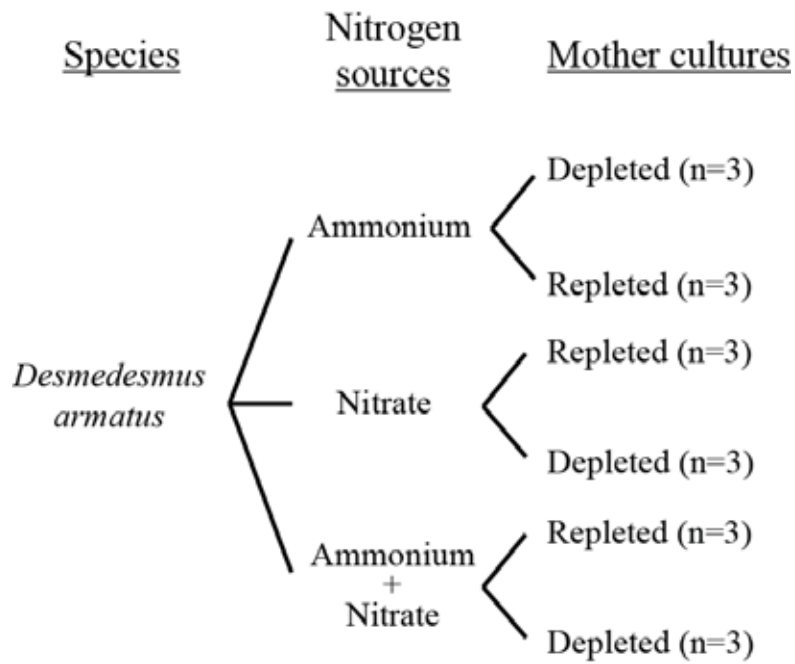 Species
Nitrogen
sources
Mother cultures
Depleted (n=3)
Ammonium
Repleted (n=3)
Desmedesmus
armatus
Repleted (n=3)
Nitrate
Depleted (n=3)
Ammonium
+
Nitrate
Repleted (n=3)
Depleted (n=3)